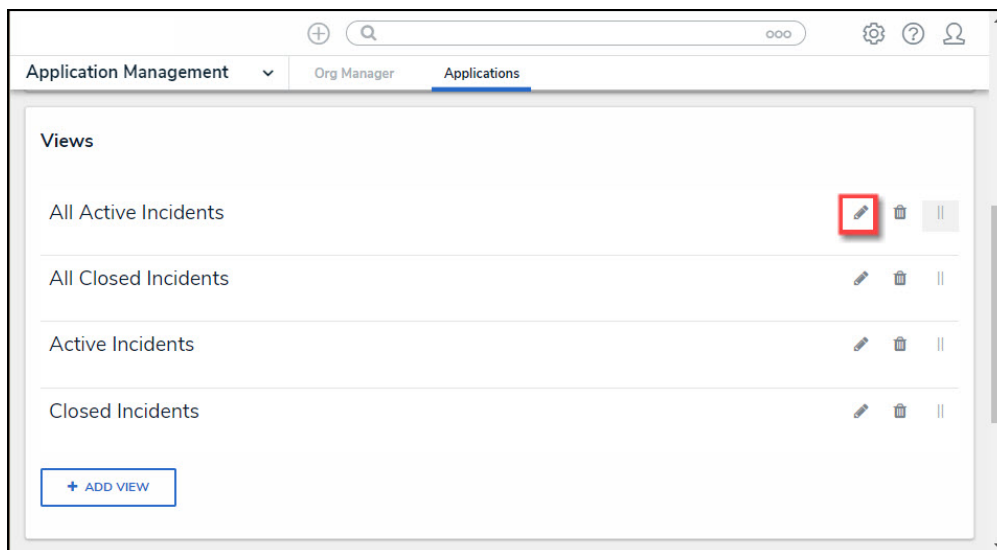 Application Management
Org Manager
Applications
Views
All Active Incidents
All Closed Incidents
Active Incidents
Closed Incidents
+ ADD VIEW